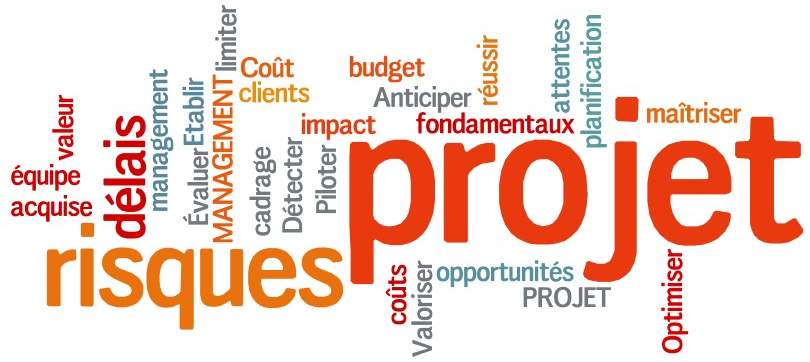 limiter
Coût
clients
budget
Anticiper
réussir
attentes
planification
maîtriser
valeur
équipe
acquise
délais
management
Etablir
Évaluer
MANAGEMENT
impact
fondamentaux
cadrage
Détecter
Piloter
projet
risques
coûts
Valoriser
opportunités
PROJET
Optimiser